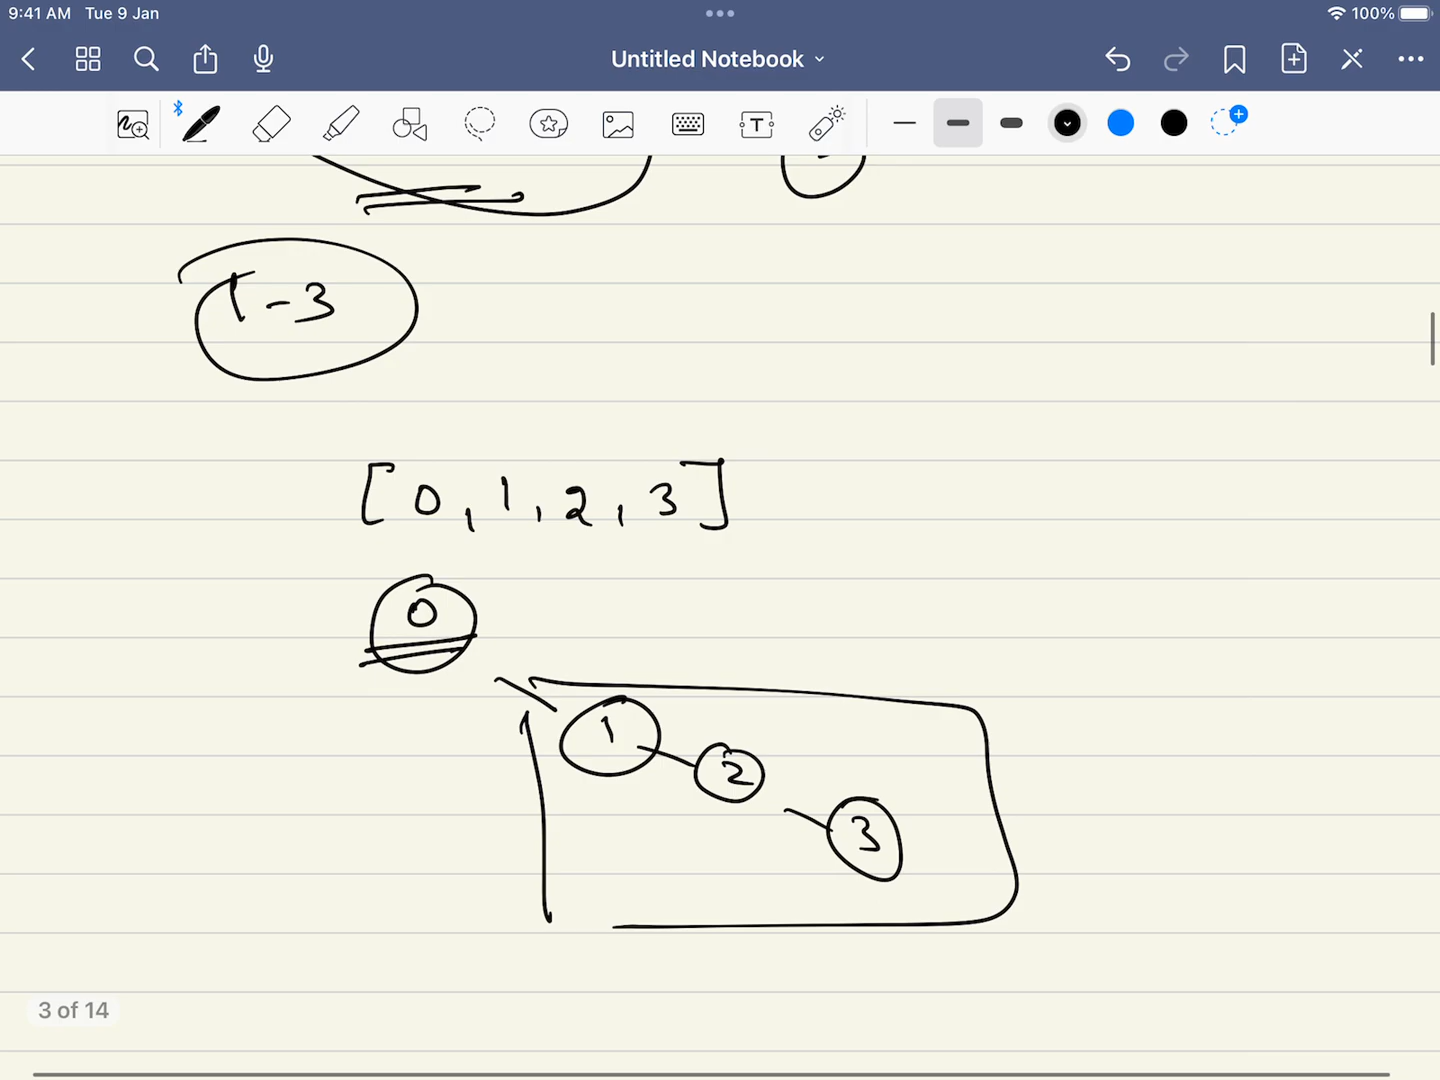 9:41 AM Tue 9 Jan 100%
Untitled Notebook
T
1-3
[0, 1, 2, 3]
0
1
2
3
3 of 14